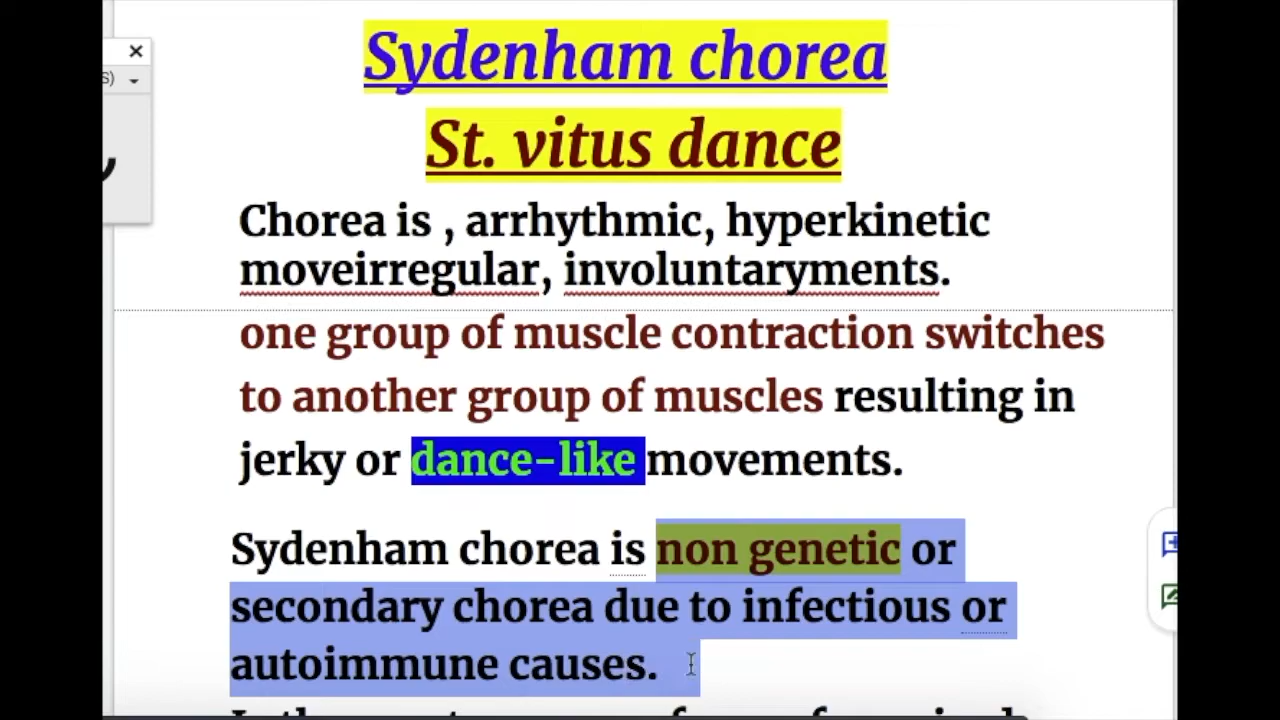 Sydenham chorea
St. vitus dance
S)
Chorea is , arrhythmic, hyperkinetic
moveirregular, involuntaryments.
one group of muscle contraction switches
to another group of muscles resulting in
jerky or dance-like movements.
Sydenham chorea is non genetic or
secondary chorea due to infectious or
autoimmune causes.